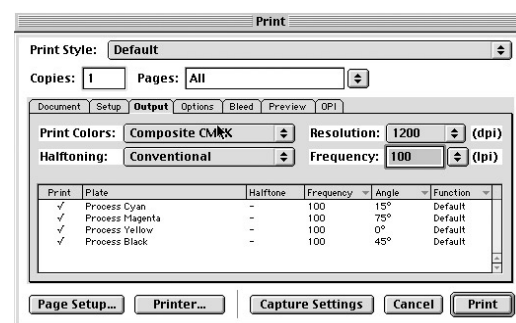 Print
Print Style: Default
Copies: 1 Pages: All
Document Setup Output Options Bleed Preview OPI
Print Colors: Composite CMYK Resolution: 1200 (dpi)
Halftoning: Conventional Frequency: 100 (lpi)
Print Plate Halftone Frequency Angle Function
✓ Process Cyan - 100 15° Default
✓ Process Magenta - 100 75° Default
✓ Process Yellow - 100 0° Default
✓ Process Black - 100 45° Default
Page Setup... Printer... Capture Settings Cancel Print